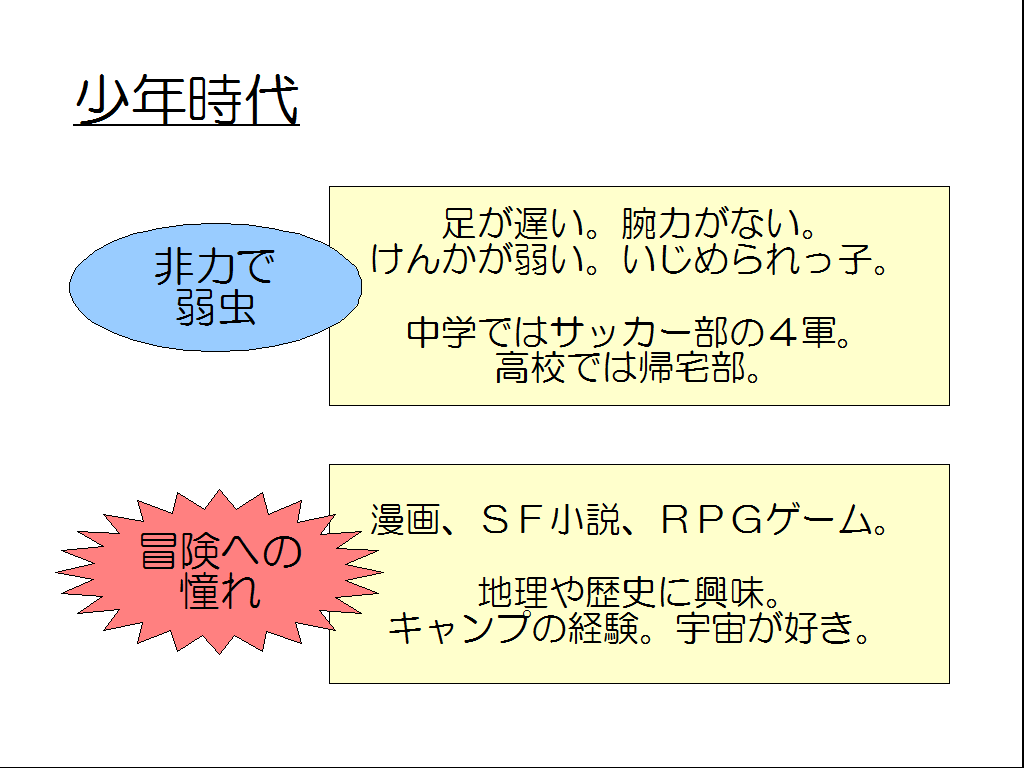 少年時代
非力で
弱虫
足が遅い。腕力がない。
けんかが弱い。いじめられっ子。
中学ではサッカー部の４軍。
高校では帰宅部。
冒険への
憧れ
漫画、ＳＦ小説、ＲＰＧゲーム。
地理や歴史に興味。
キャンプの経験。宇宙が好き。